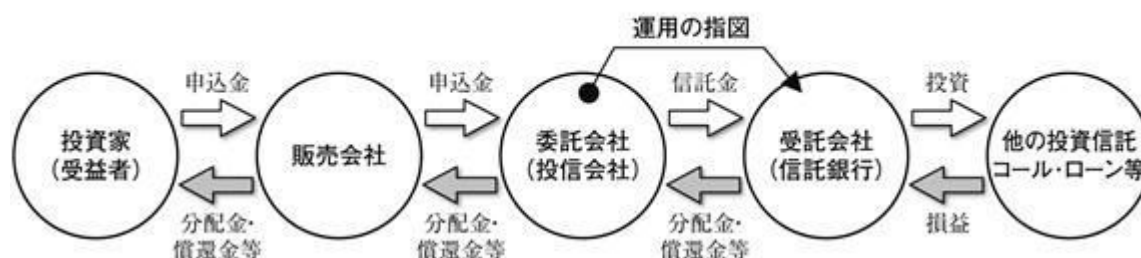 運用の指図
申込金
申込金
信託金
投資
投資家
(受益者)
販売会社
委託会社
(投信会社)
受託会社
(信託銀行)
他の投資信託
コール・ローン等
分配金・
償還金等
分配金・
償還金等
分配金・
償還金等
損益